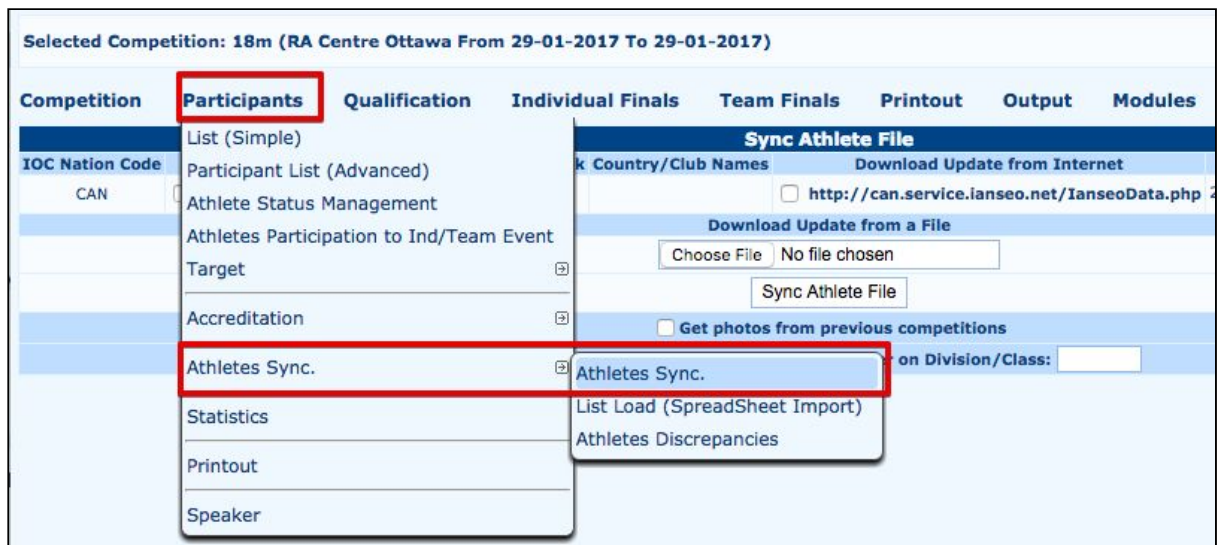 Selected Competition: 18m (RA Centre Ottawa From 29-01-2017 To 29-01-2017)
Competition Participants Qualification Individual Finals Team Finals Printout Output Modules
Sync Athlete File
IOC Nation Code Country/Club Names Download Update from Internet
CAN http://can.service.ianseo.net/IanseoData.php
Download Update from a File
Choose File No file chosen
Sync Athlete File
Get photos from previous competitions
on Division/Class:
List (Simple)
Participant List (Advanced)
Athlete Status Management
Athletes Participation to Ind/Team Event
Target
Accreditation
Athletes Sync.
Statistics
Printout
Speaker
Athletes Sync.
List Load (SpreadSheet Import)
Athletes Discrepancies